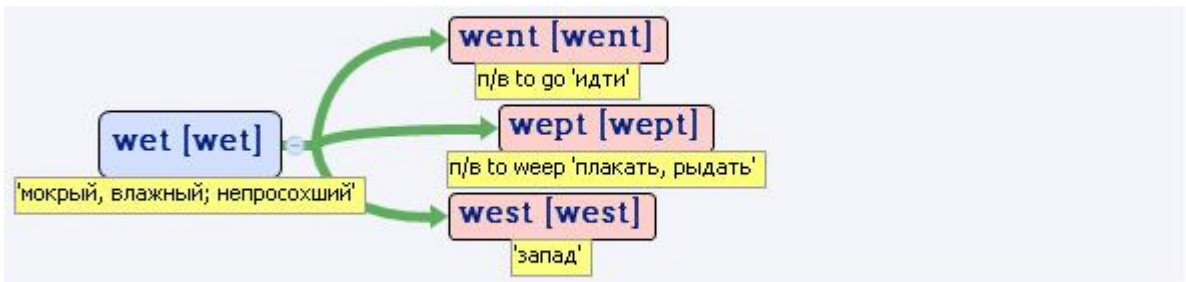 went [went]
п/в to go 'идти'
wet [wet]
'мокрый, влажный; непросохший'
wept [wept]
п/в to weep 'плакать, рыдать'
west [west]
'запад'